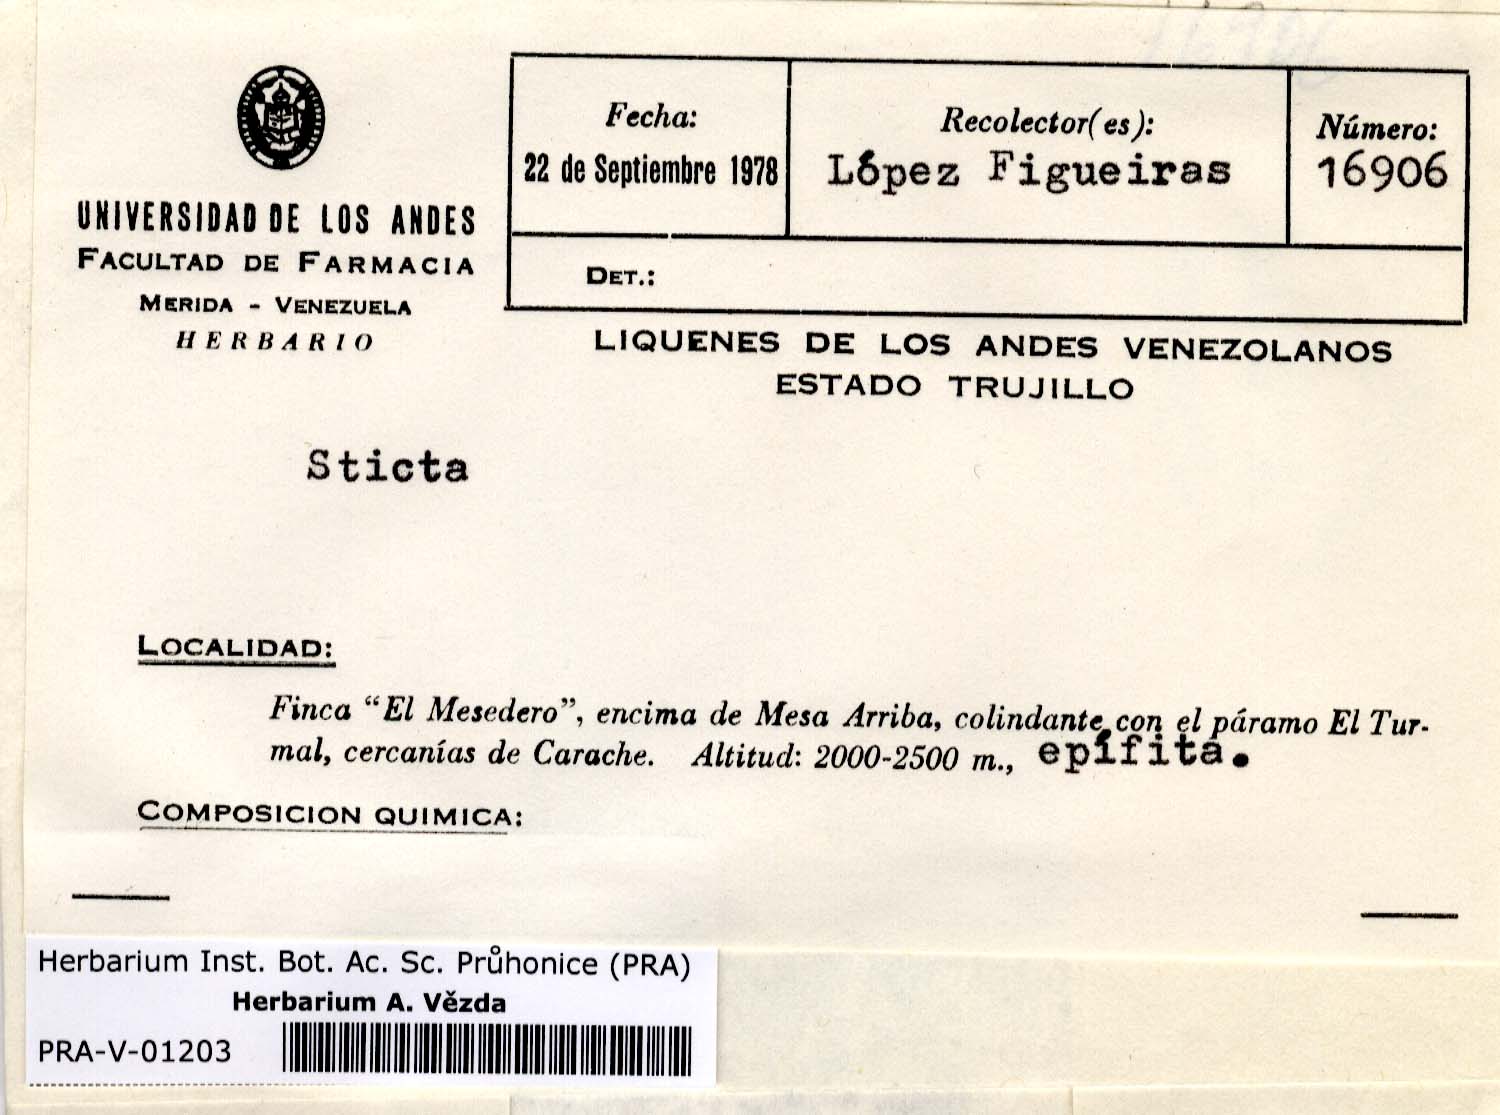 UNIVERSIDAD DE LOS ANDES
FACULTAD DE FARMACIA
MERIDA - VENEZUELA
HERBARIO
Fecha:
22 de Septiembre 1978
Recolector(es):
López Figueiras
Número:
16906
DET.:
LIQUENES DE LOS ANDES VENEZOLANOS
ESTADO TRUJILLO
Sticta
LOCALIDAD:
Finca "El Mesedero", encima de Mesa Arriba, colindante con el páramo El Tur-
mal, cercanías de Carache. Altitud: 2000-2500 m., epífita.
COMPOSICION QUIMICA:
Herbarium Inst. Bot. Ac. Sc. Průhonice (PRA)
Herbarium A. Vězda
PRA-V-01203